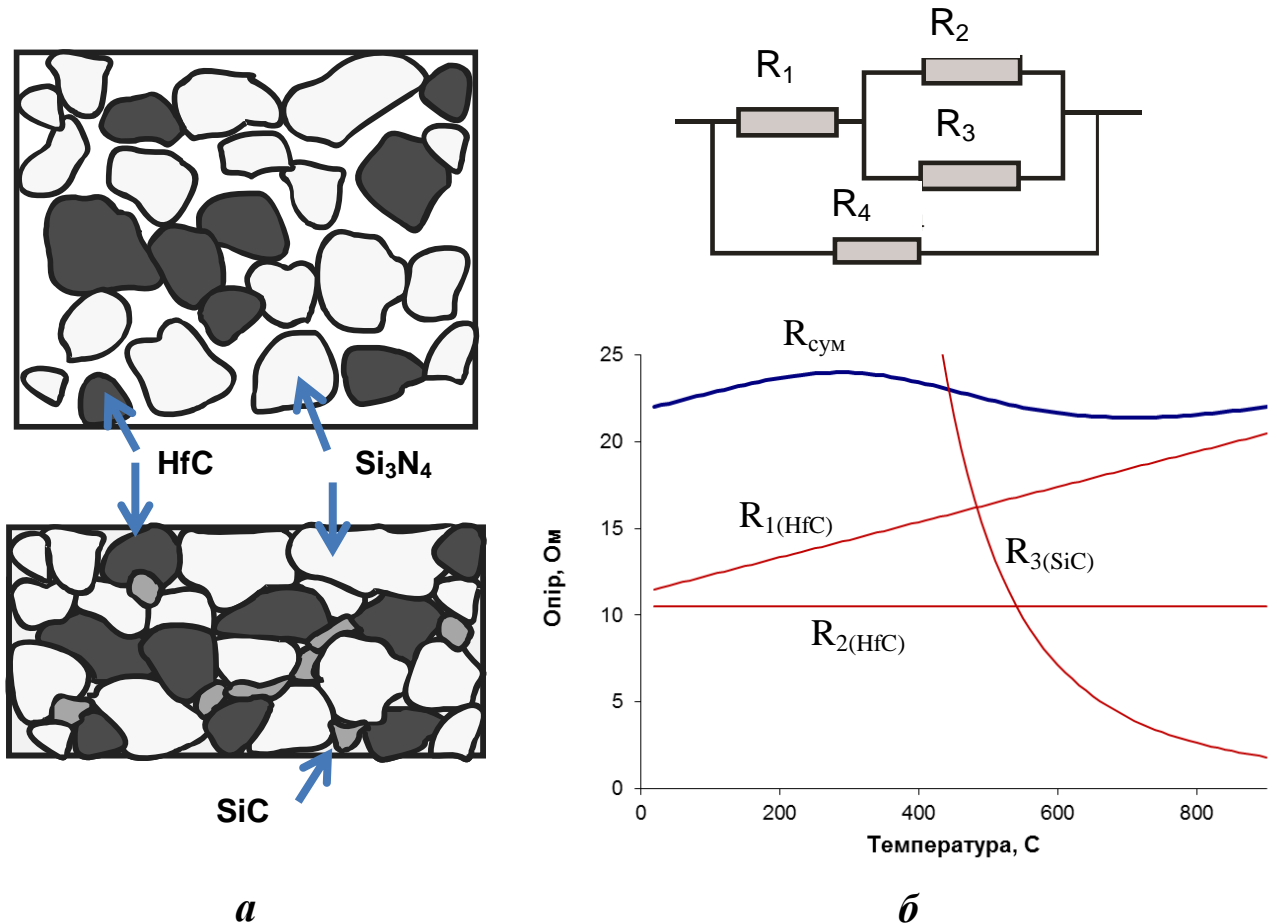 HfC
Si₃N₄
SiC
а
R₁
R₂
R₃
R₄
Rсум
R₁(HfC)
R₃(SiC)
R₂(HfC)
Опір, Ом
25
20
15
10
5
0
0 200 400 600 800
Температура, С
б